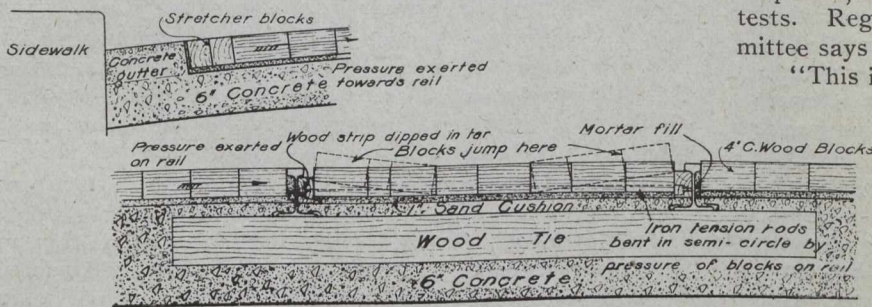 Stretcher blocks
Sidewalk
Concrete
gutter
Pressure exerted
towards rail
6" Concrete
tests. Reg
mittee says
"This i
Pressure exerted
on rail
Wood strip dipped in tar
Blocks jump here
Mortar fill
4" C. Wood Blocks
1" Sand Cushion
Wood Tie
Iron tension rods
bent in semi-circle by
pressure of blocks on rail
6" Concrete